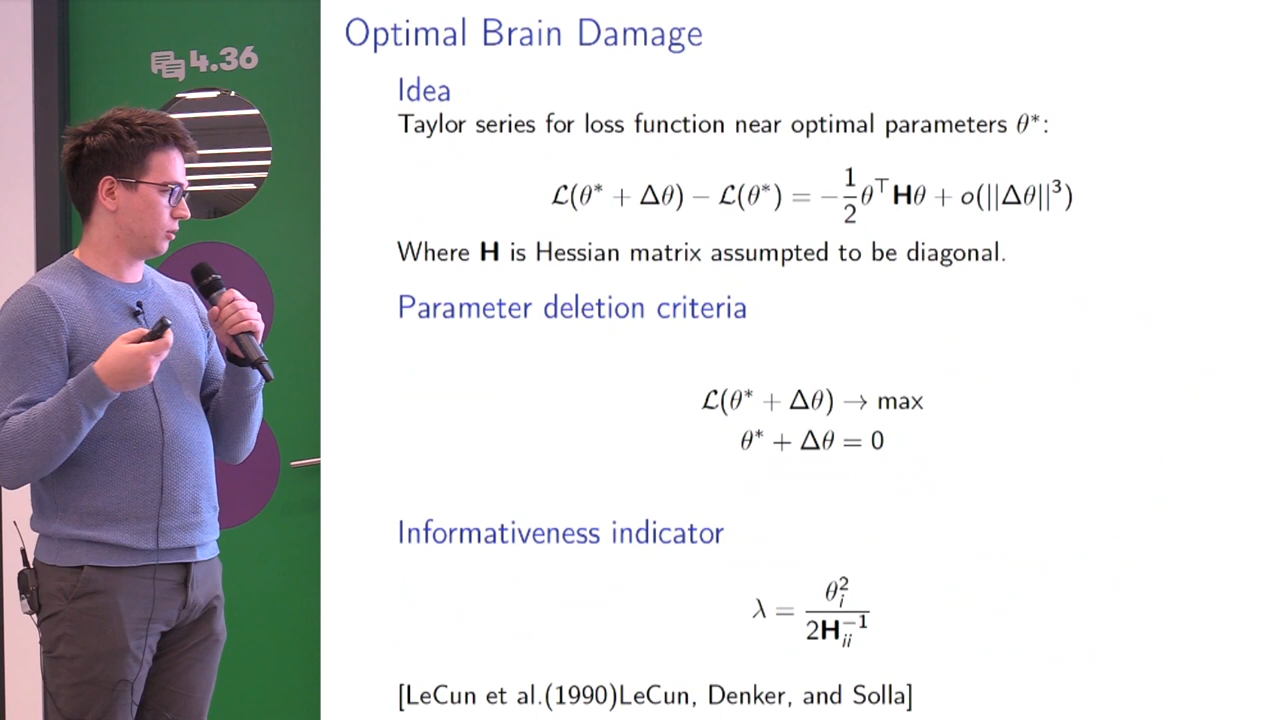 4.36
Optimal Brain Damage
Idea
Taylor series for loss function near optimal parameters θ*:
ℒ(θ* + Δθ) − ℒ(θ*) = −½θ⊤Hθ + o(||Δθ||³)
Where H is Hessian matrix assumpted to be diagonal.
Parameter deletion criteria
ℒ(θ* + Δθ) → max
θ* + Δθ = 0
Informativeness indicator
λ = θᵢ² / 2Hᵢᵢ⁻¹
[LeCun et al.(1990)LeCun, Denker, and Solla]